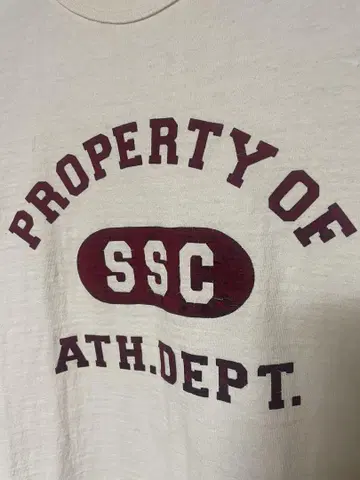 PROPERTY OF
SSC
ATH.DEPT.